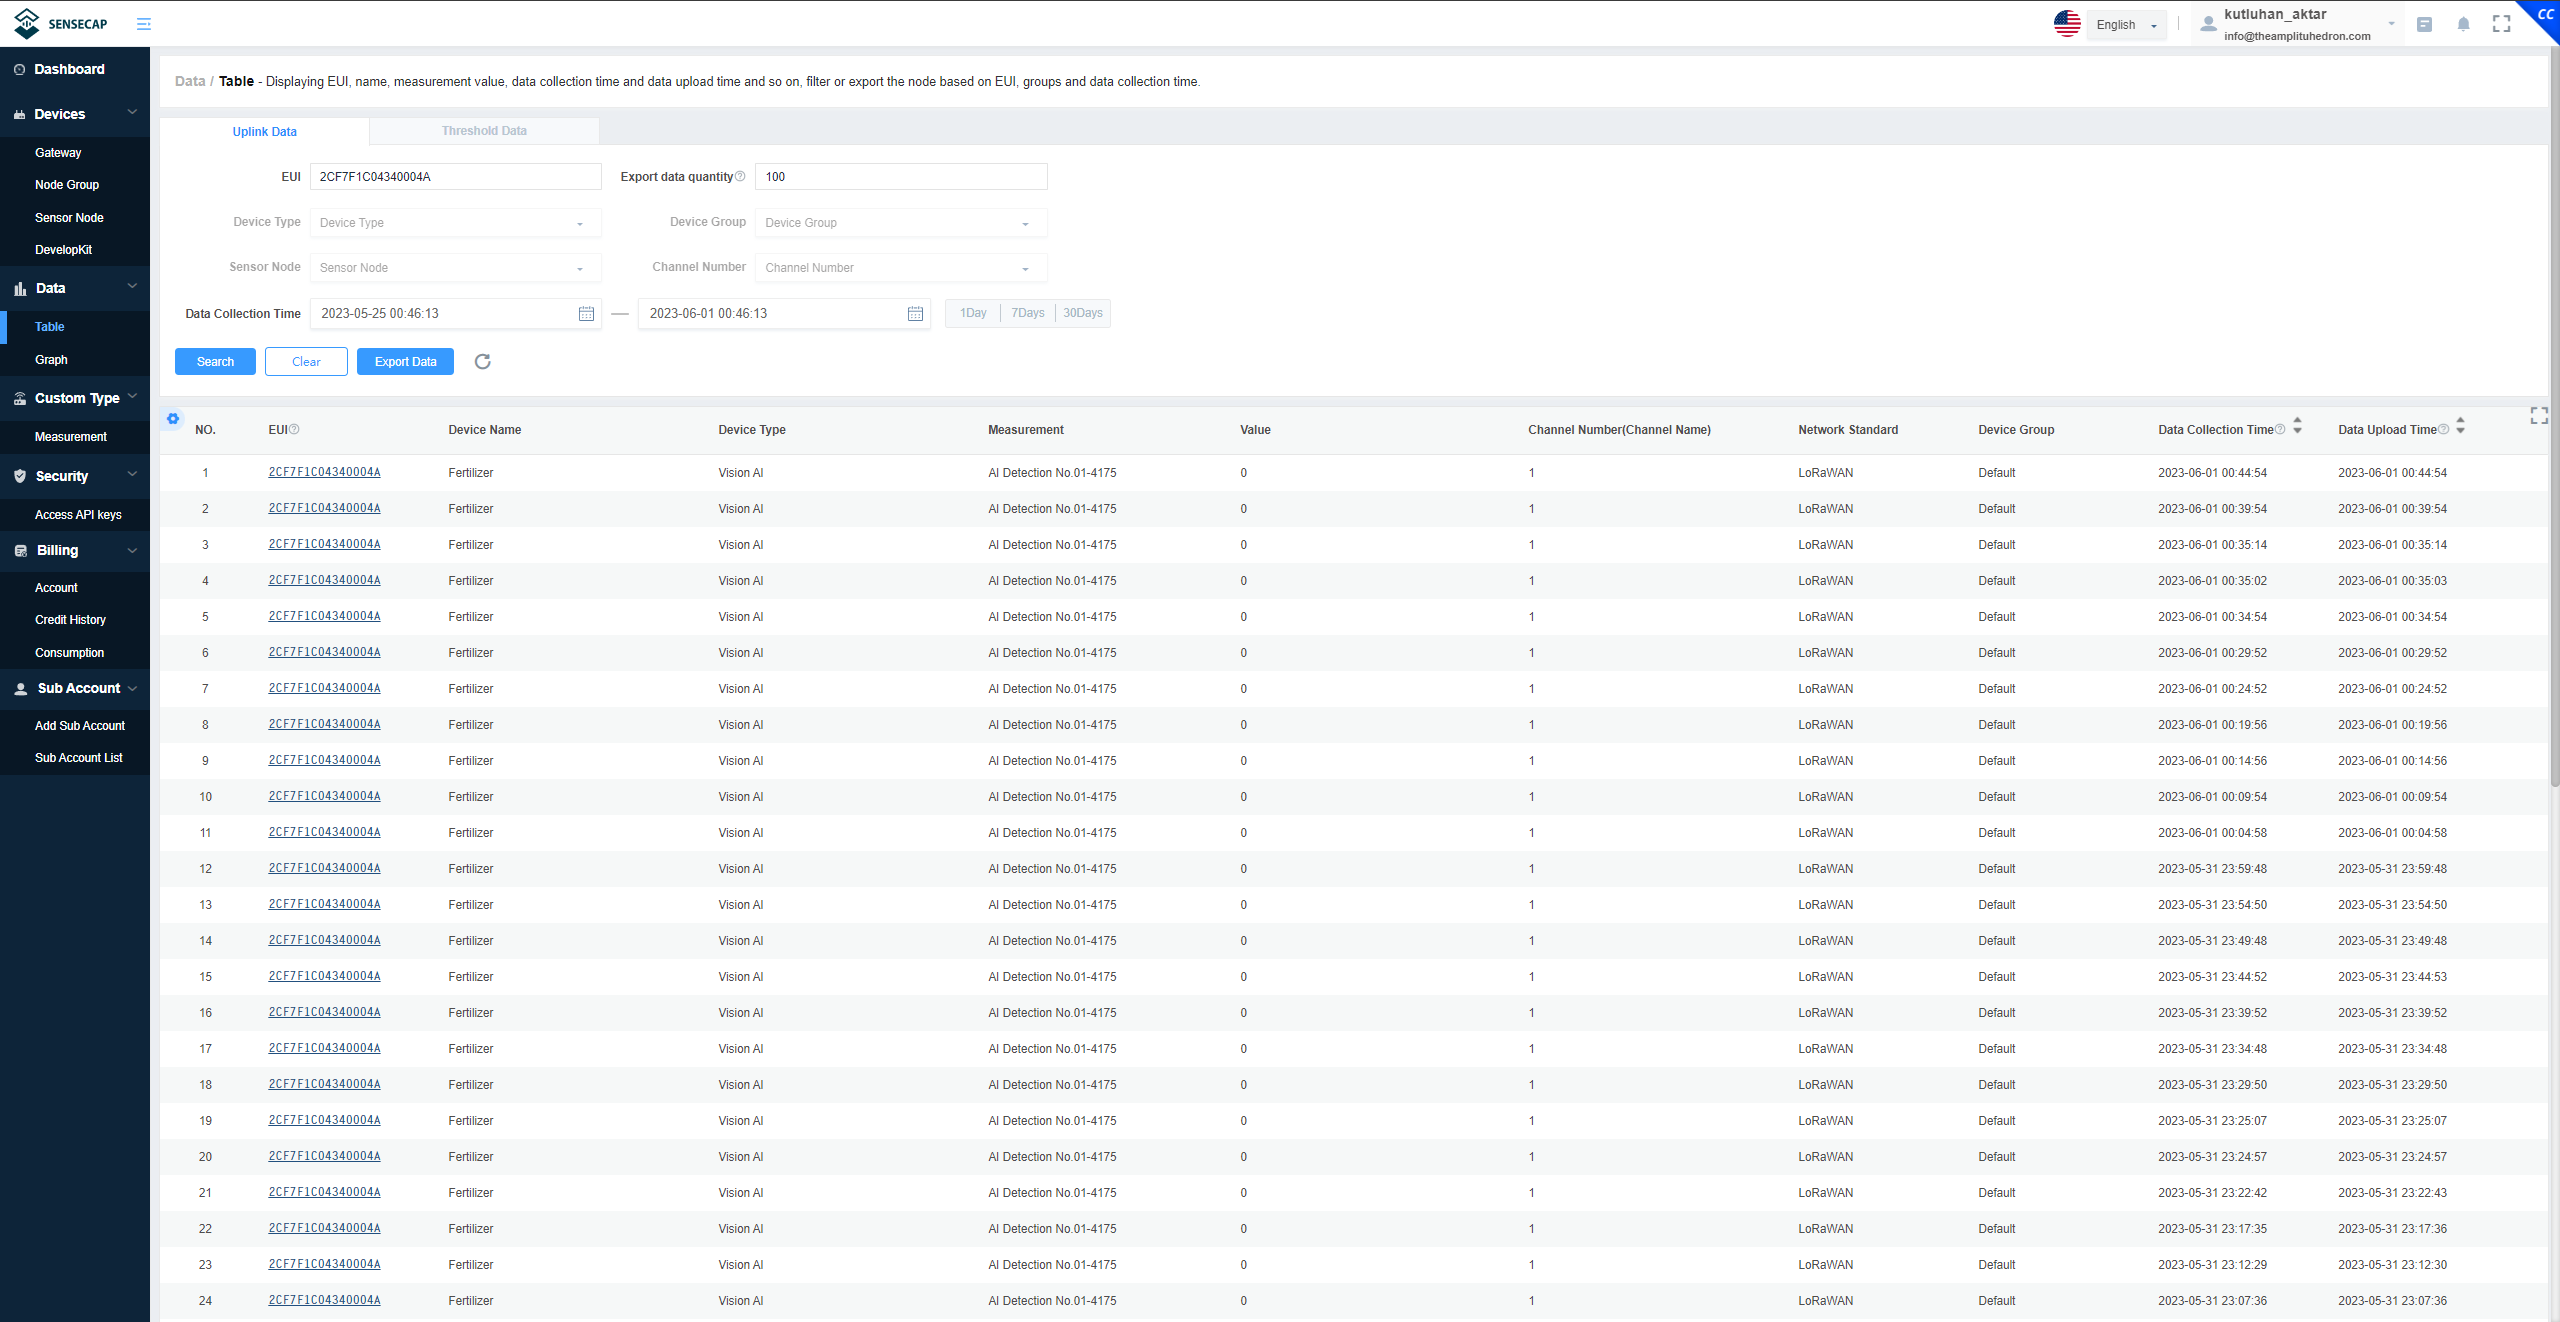 SENSECAP
English
kutluhan_aktar
info@theamplituhedron.com
CC
Dashboard
Devices
Gateway
Node Group
Sensor Node
DevelopKit
Data
Table
Graph
Custom Type
Measurement
Security
Access API keys
Billing
Account
Credit History
Consumption
Sub Account
Add Sub Account
Sub Account List
Data / Table - Displaying EUI, name, measurement value, data collection time and data upload time and so on, filter or export the node based on EUI, groups and data collection time.
Uplink Data Threshold Data
EUI 2CF7F1C04340004A Export data quantity 100
Device Type Device Type Device Group Device Group
Sensor Node Sensor Node Channel Number Channel Number
Data Collection Time 2023-05-25 00:46:13 — 2023-06-01 00:46:13 1Day 7Days 30Days
Search Clear Export Data
NO. EUI Device Name Device Type Measurement Value Channel Number(Channel Name) Network Standard Device Group Data Collection Time Data Upload Time
1 2CF7F1C04340004A Fertilizer Vision AI AI Detection No.01-4175 0 1 LoRaWAN Default 2023-06-01 00:44:54 2023-06-01 00:44:54
2 2CF7F1C04340004A Fertilizer Vision AI AI Detection No.01-4175 0 1 LoRaWAN Default 2023-06-01 00:39:54 2023-06-01 00:39:54
3 2CF7F1C04340004A Fertilizer Vision AI AI Detection No.01-4175 0 1 LoRaWAN Default 2023-06-01 00:35:14 2023-06-01 00:35:14
4 2CF7F1C04340004A Fertilizer Vision AI AI Detection No.01-4175 0 1 LoRaWAN Default 2023-06-01 00:35:02 2023-06-01 00:35:03
5 2CF7F1C04340004A Fertilizer Vision AI AI Detection No.01-4175 0 1 LoRaWAN Default 2023-06-01 00:34:54 2023-06-01 00:34:54
6 2CF7F1C04340004A Fertilizer Vision AI AI Detection No.01-4175 0 1 LoRaWAN Default 2023-06-01 00:29:52 2023-06-01 00:29:52
7 2CF7F1C04340004A Fertilizer Vision AI AI Detection No.01-4175 0 1 LoRaWAN Default 2023-06-01 00:24:52 2023-06-01 00:24:52
8 2CF7F1C04340004A Fertilizer Vision AI AI Detection No.01-4175 0 1 LoRaWAN Default 2023-06-01 00:19:56 2023-06-01 00:19:56
9 2CF7F1C04340004A Fertilizer Vision AI AI Detection No.01-4175 0 1 LoRaWAN Default 2023-06-01 00:14:56 2023-06-01 00:14:56
10 2CF7F1C04340004A Fertilizer Vision AI AI Detection No.01-4175 0 1 LoRaWAN Default 2023-06-01 00:09:54 2023-06-01 00:09:54
11 2CF7F1C04340004A Fertilizer Vision AI AI Detection No.01-4175 0 1 LoRaWAN Default 2023-06-01 00:04:58 2023-06-01 00:04:58
12 2CF7F1C04340004A Fertilizer Vision AI AI Detection No.01-4175 0 1 LoRaWAN Default 2023-05-31 23:59:48 2023-05-31 23:59:48
13 2CF7F1C04340004A Fertilizer Vision AI AI Detection No.01-4175 0 1 LoRaWAN Default 2023-05-31 23:54:50 2023-05-31 23:54:50
14 2CF7F1C04340004A Fertilizer Vision AI AI Detection No.01-4175 0 1 LoRaWAN Default 2023-05-31 23:49:48 2023-05-31 23:49:48
15 2CF7F1C04340004A Fertilizer Vision AI AI Detection No.01-4175 0 1 LoRaWAN Default 2023-05-31 23:44:52 2023-05-31 23:44:53
16 2CF7F1C04340004A Fertilizer Vision AI AI Detection No.01-4175 0 1 LoRaWAN Default 2023-05-31 23:39:52 2023-05-31 23:39:52
17 2CF7F1C04340004A Fertilizer Vision AI AI Detection No.01-4175 0 1 LoRaWAN Default 2023-05-31 23:34:48 2023-05-31 23:34:48
18 2CF7F1C04340004A Fertilizer Vision AI AI Detection No.01-4175 0 1 LoRaWAN Default 2023-05-31 23:29:50 2023-05-31 23:29:50
19 2CF7F1C04340004A Fertilizer Vision AI AI Detection No.01-4175 0 1 LoRaWAN Default 2023-05-31 23:25:07 2023-05-31 23:25:07
20 2CF7F1C04340004A Fertilizer Vision AI AI Detection No.01-4175 0 1 LoRaWAN Default 2023-05-31 23:24:57 2023-05-31 23:24:57
21 2CF7F1C04340004A Fertilizer Vision AI AI Detection No.01-4175 0 1 LoRaWAN Default 2023-05-31 23:22:42 2023-05-31 23:22:43
22 2CF7F1C04340004A Fertilizer Vision AI AI Detection No.01-4175 0 1 LoRaWAN Default 2023-05-31 23:17:35 2023-05-31 23:17:36
23 2CF7F1C04340004A Fertilizer Vision AI AI Detection No.01-4175 0 1 LoRaWAN Default 2023-05-31 23:12:29 2023-05-31 23:12:30
24 2CF7F1C04340004A Fertilizer Vision AI AI Detection No.01-4175 0 1 LoRaWAN Default 2023-05-31 23:07:36 2023-05-31 23:07:36